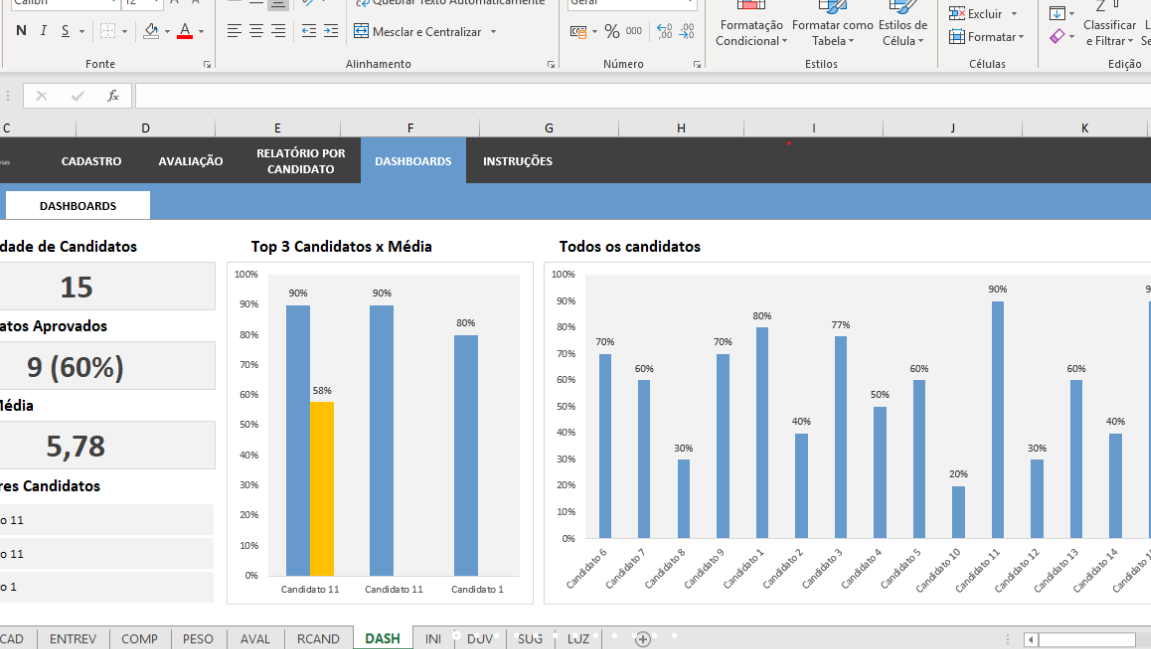 Calibri
12
Quebrar Texto Automaticamente
Geral
N I S
Mesclar e Centralizar
% 000
Formatação Condicional
Formatar como Tabela
Estilos de Célula
Excluir
Formatar
Classificar e Filtrar
Fonte
Alinhamento
Número
Estilos
Células
Edição
fx
C D E F G H I J K
CADASTRO
AVALIAÇÃO
RELATÓRIO POR CANDIDATO
DASHBOARDS
INSTRUÇÕES
DASHBOARDS
dade de Candidatos
15
atos Aprovados
9 (60%)
Média
5,78
res Candidatos
o 11
o 11
o 1
Top 3 Candidatos x Média
100%
90%
80%
70%
60%
50%
40%
30%
20%
10%
0%
90%
58%
90%
80%
Candidato 11
Candidato 11
Candidato 1
Todos os candidatos
100%
90%
80%
70%
60%
50%
40%
30%
20%
10%
0%
70%
60%
30%
70%
80%
40%
77%
50%
60%
20%
90%
30%
60%
40%
Candidato 6
Candidato 7
Candidato 8
Candidato 9
Candidato 1
Candidato 2
Candidato 3
Candidato 4
Candidato 5
Candidato 10
Candidato 11
Candidato 12
Candidato 13
Candidato 14
Candidato
CAD ENTREV COMP PESO AVAL RCAND DASH INI DUV SUG LUZ